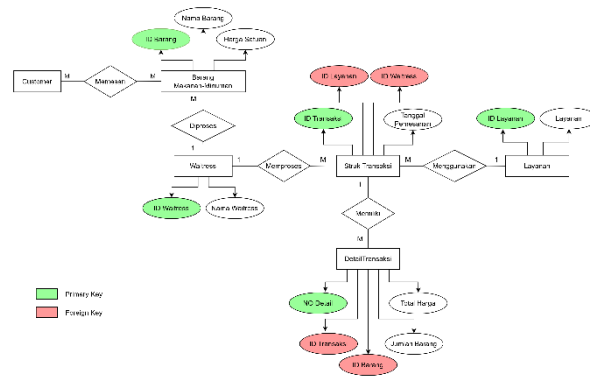 Nama Barang
ID Barang
Harga Satuan
Customer
M
Memesan
M
Barang
Makanan-Minuman
M
Diproses
1
Waitress
1
Memproses
M
ID Waitress
Nama Waitress
ID Layanan
ID Waitress
ID Transaksi
Tanggal
Pemesanan
Struk Transaksi
M
Menggunakan
1
Layanan
ID Layanan
Layanan
1
Memiliki
M
DetailTransaksi
NO Detail
Total Harga
ID Transaks
Jumlah Barang
ID Barang
Primary Key
Foreign Key